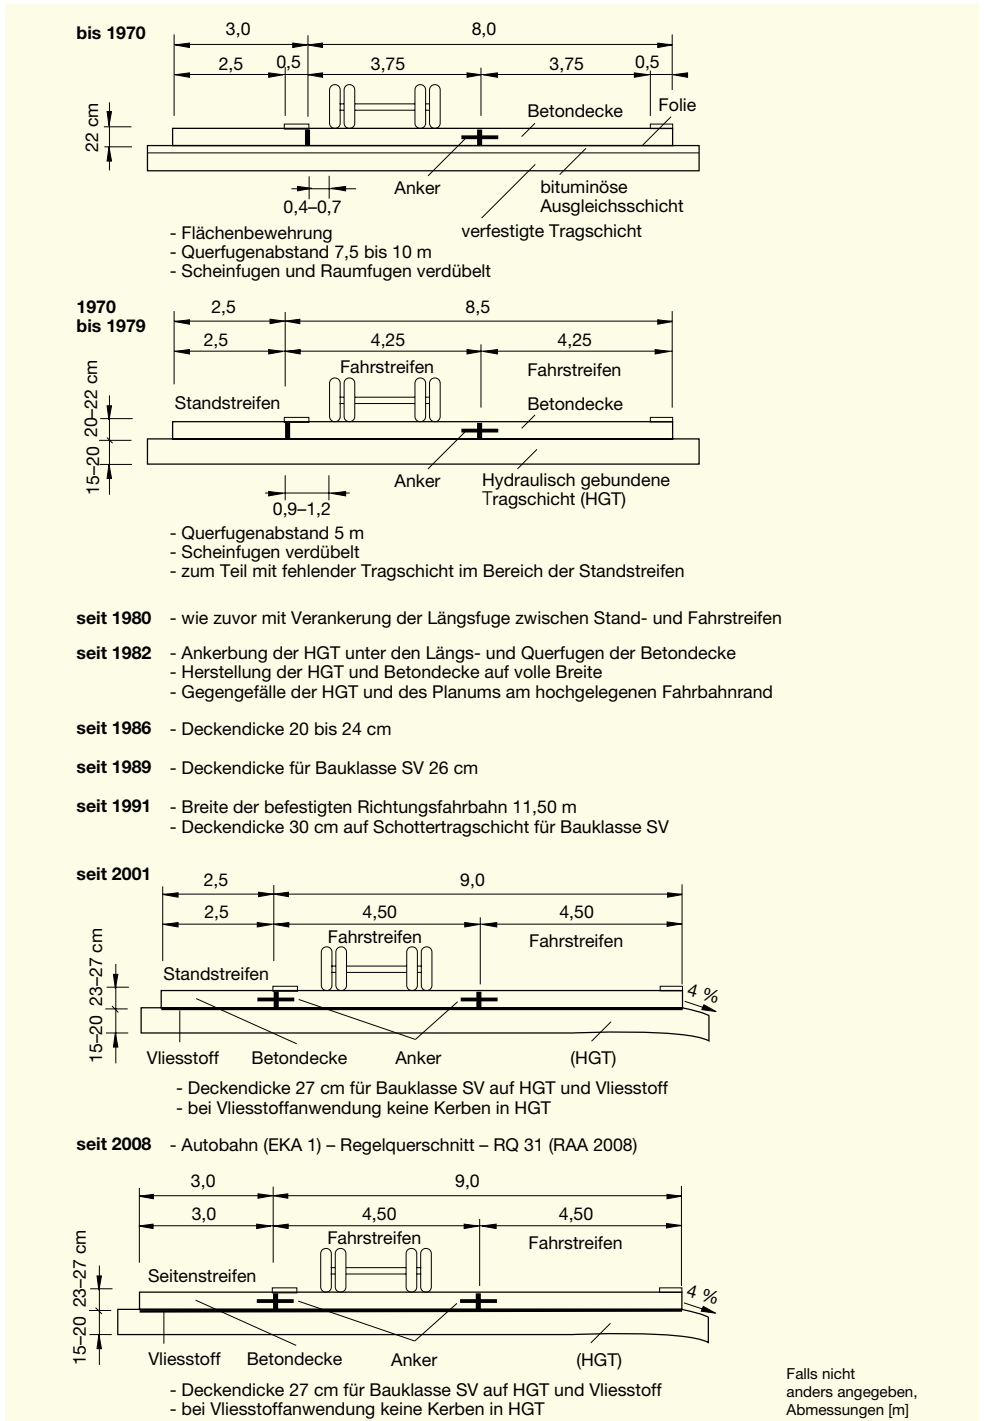 bis 1970
3,0
8,0
2,5
0,5
3,75
3,75
0,5
Betondecke
Folie
22 cm
Anker
bituminöse
Ausgleichsschicht
0,4–0,7
verfestigte Tragschicht
- Flächenbewehrung
- Querfugenabstand 7,5 bis 10 m
- Scheinfugen und Raumfugen verdübelt
1970
bis 1979
2,5
8,5
2,5
4,25
4,25
Fahrstreifen
Fahrstreifen
Standstreifen
Betondecke
20–22 cm
15–20
Anker
Hydraulisch gebundene
Tragschicht (HGT)
0,9–1,2
- Querfugenabstand 5 m
- Scheinfugen verdübelt
- zum Teil mit fehlender Tragschicht im Bereich der Standstreifen
seit 1980 - wie zuvor mit Verankerung der Längsfuge zwischen Stand- und Fahrstreifen
seit 1982 - Ankerbung der HGT unter den Längs- und Querfugen der Betondecke
- Herstellung der HGT und Betondecke auf volle Breite
- Gegengefälle der HGT und des Planums am hochgelegenen Fahrbahnrand
seit 1986 - Deckendicke 20 bis 24 cm
seit 1989 - Deckendicke für Bauklasse SV 26 cm
seit 1991 - Breite der befestigten Richtungsfahrbahn 11,50 m
- Deckendicke 30 cm auf Schottertragschicht für Bauklasse SV
seit 2001
2,5
9,0
2,5
4,50
4,50
Fahrstreifen
Fahrstreifen
Standstreifen
23–27 cm
15–20
4 %
Vliesstoff
Betondecke
Anker
(HGT)
- Deckendicke 27 cm für Bauklasse SV auf HGT und Vliesstoff
- bei Vliesstoffanwendung keine Kerben in HGT
seit 2008 - Autobahn (EKA 1) – Regelquerschnitt – RQ 31 (RAA 2008)
3,0
9,0
3,0
4,50
4,50
Fahrstreifen
Fahrstreifen
Seitenstreifen
23–27 cm
15–20
4 %
Vliesstoff
Betondecke
Anker
(HGT)
- Deckendicke 27 cm für Bauklasse SV auf HGT und Vliesstoff
- bei Vliesstoffanwendung keine Kerben in HGT
Falls nicht
anders angegeben,
Abmessungen [m]